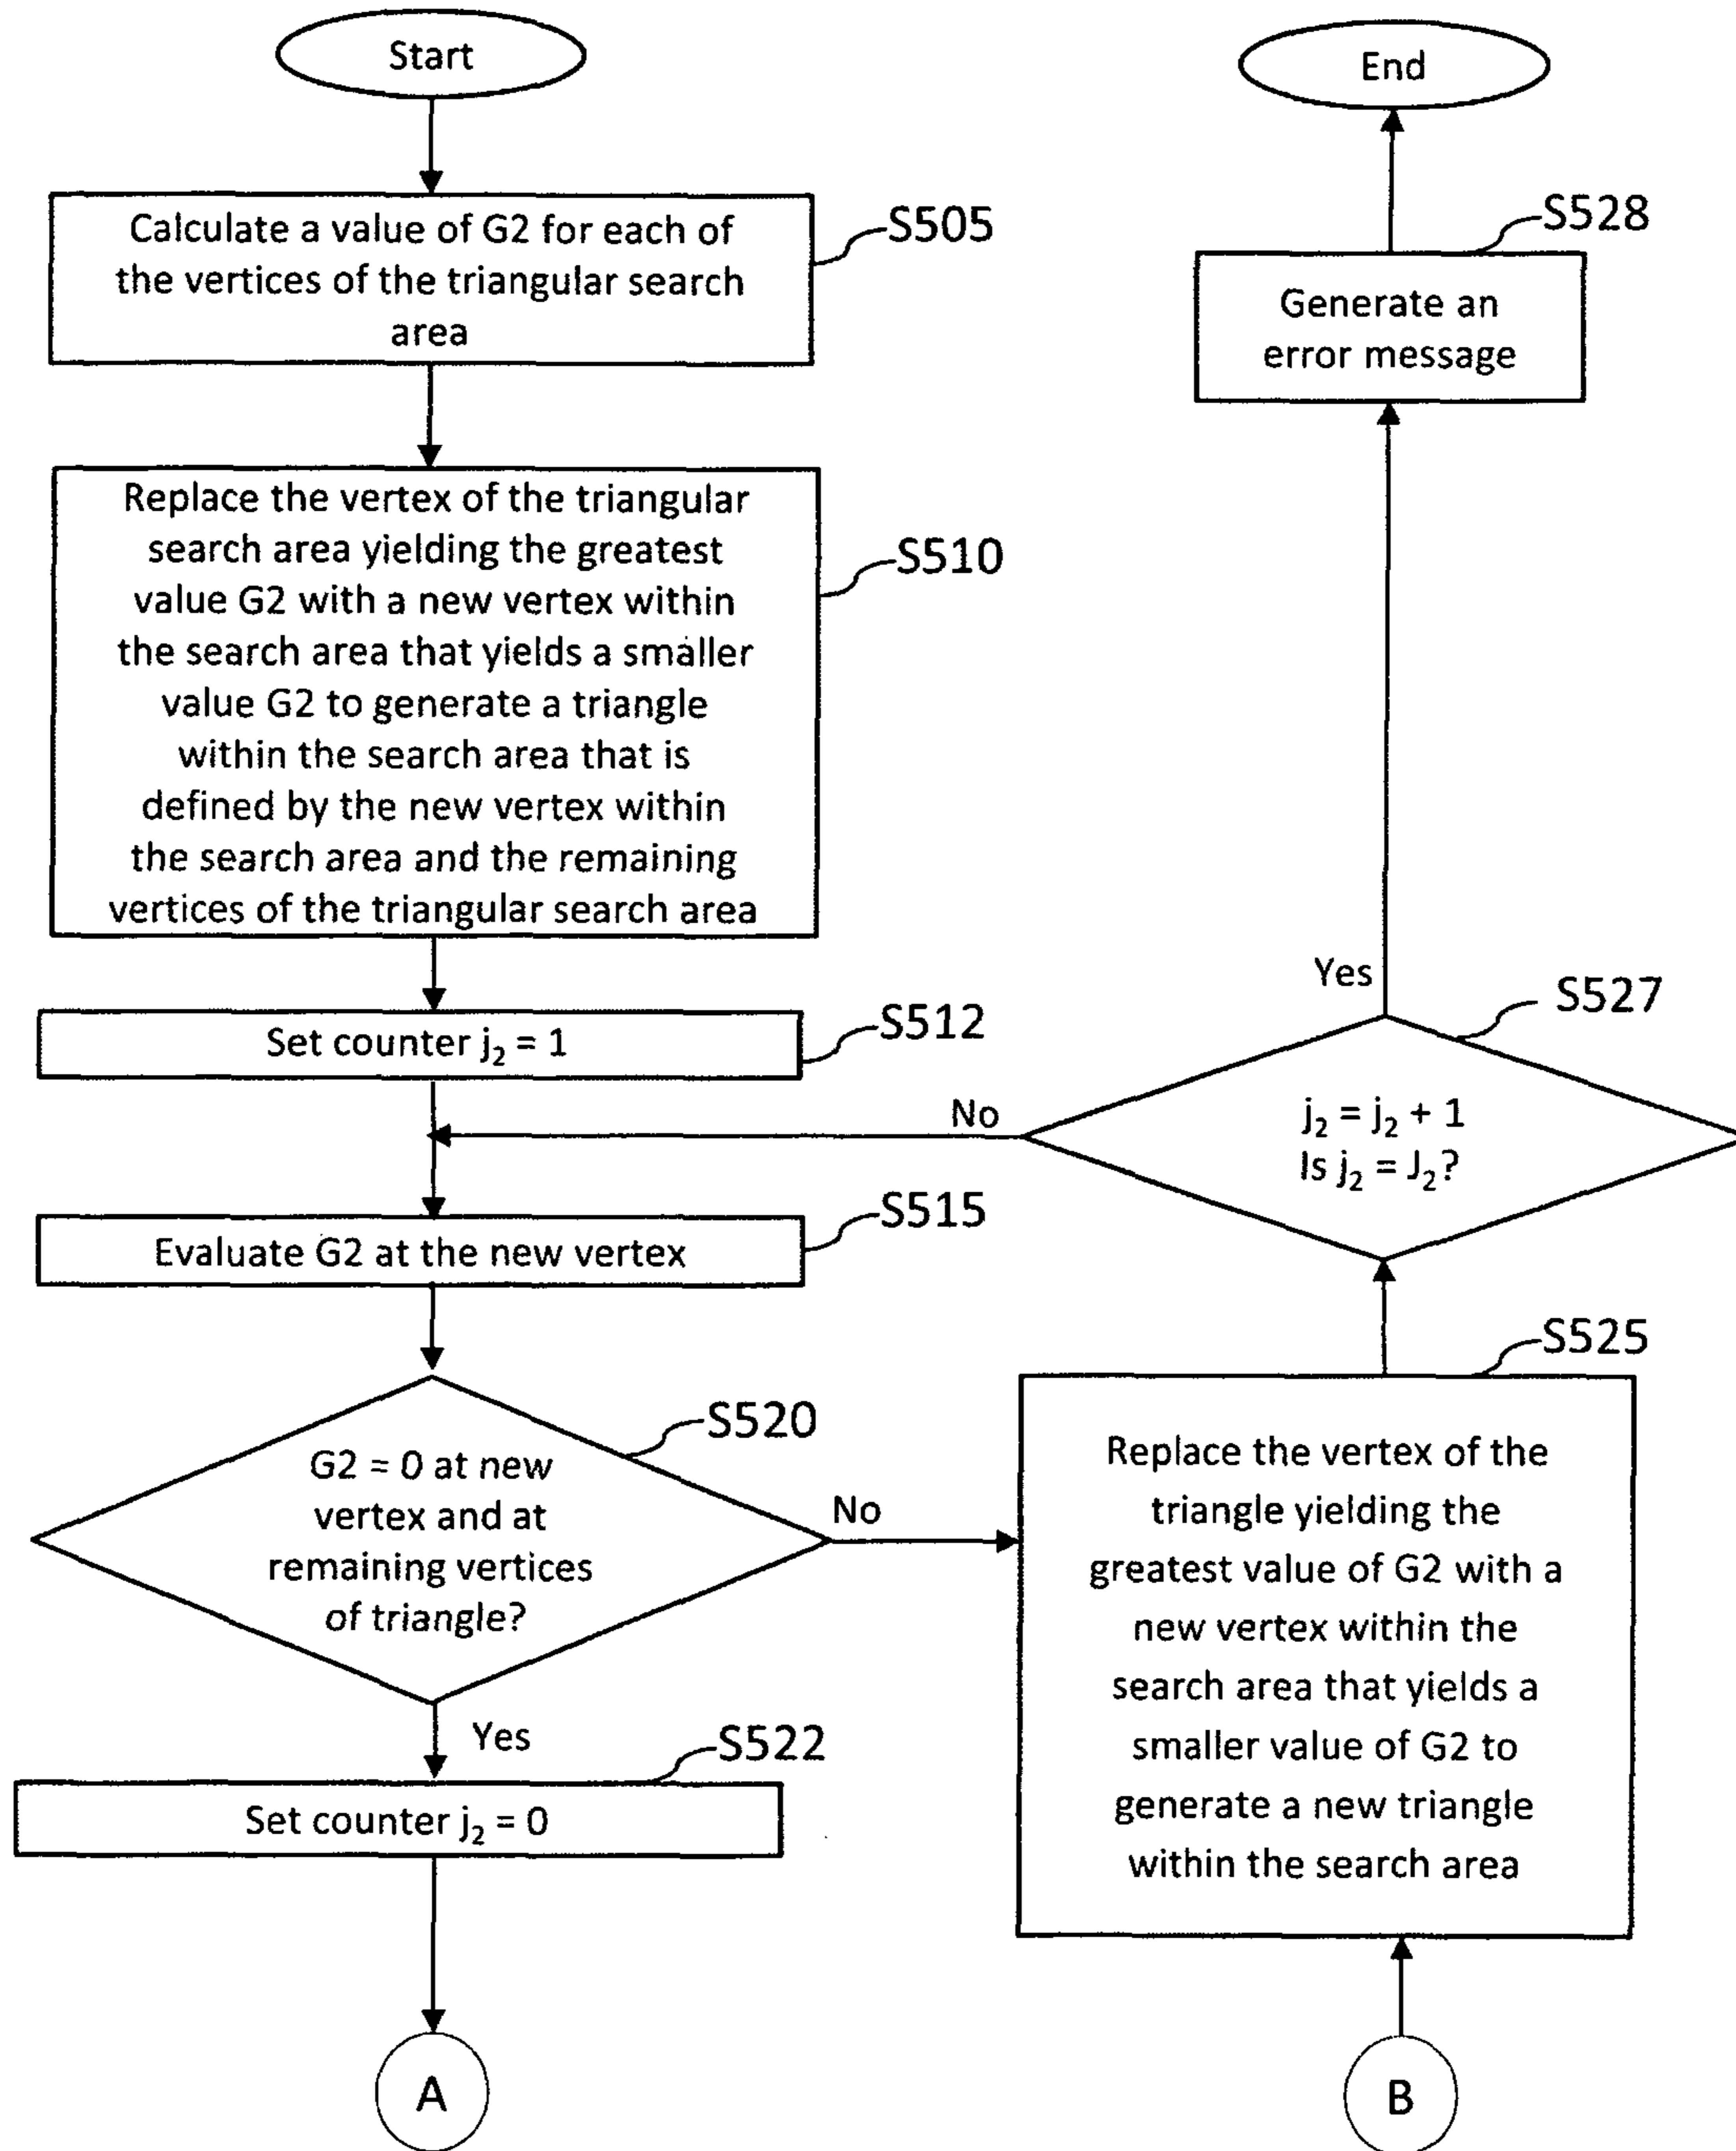 Start
Calculate a value of G2 for each of
the vertices of the triangular search
area
S505
Replace the vertex of the triangular
search area yielding the greatest
value G2 with a new vertex within
the search area that yields a smaller
value G2 to generate a triangle
within the search area that is
defined by the new vertex within
the search area and the remaining
vertices of the triangular search area
S510
Set counter j₂ = 1
S512
Evaluate G2 at the new vertex
S515
G2 = 0 at new
vertex and at
remaining vertices
of triangle?
S520
No
Yes
Set counter j₂ = 0
S522
A
End
S528
Generate an
error message
Yes
S527
No
j₂ = j₂ + 1
Is j₂ = J₂?
S525
Replace the vertex of the
triangle yielding the
greatest value of G2 with a
new vertex within the
search area that yields a
smaller value of G2 to
generate a new triangle
within the search area
B